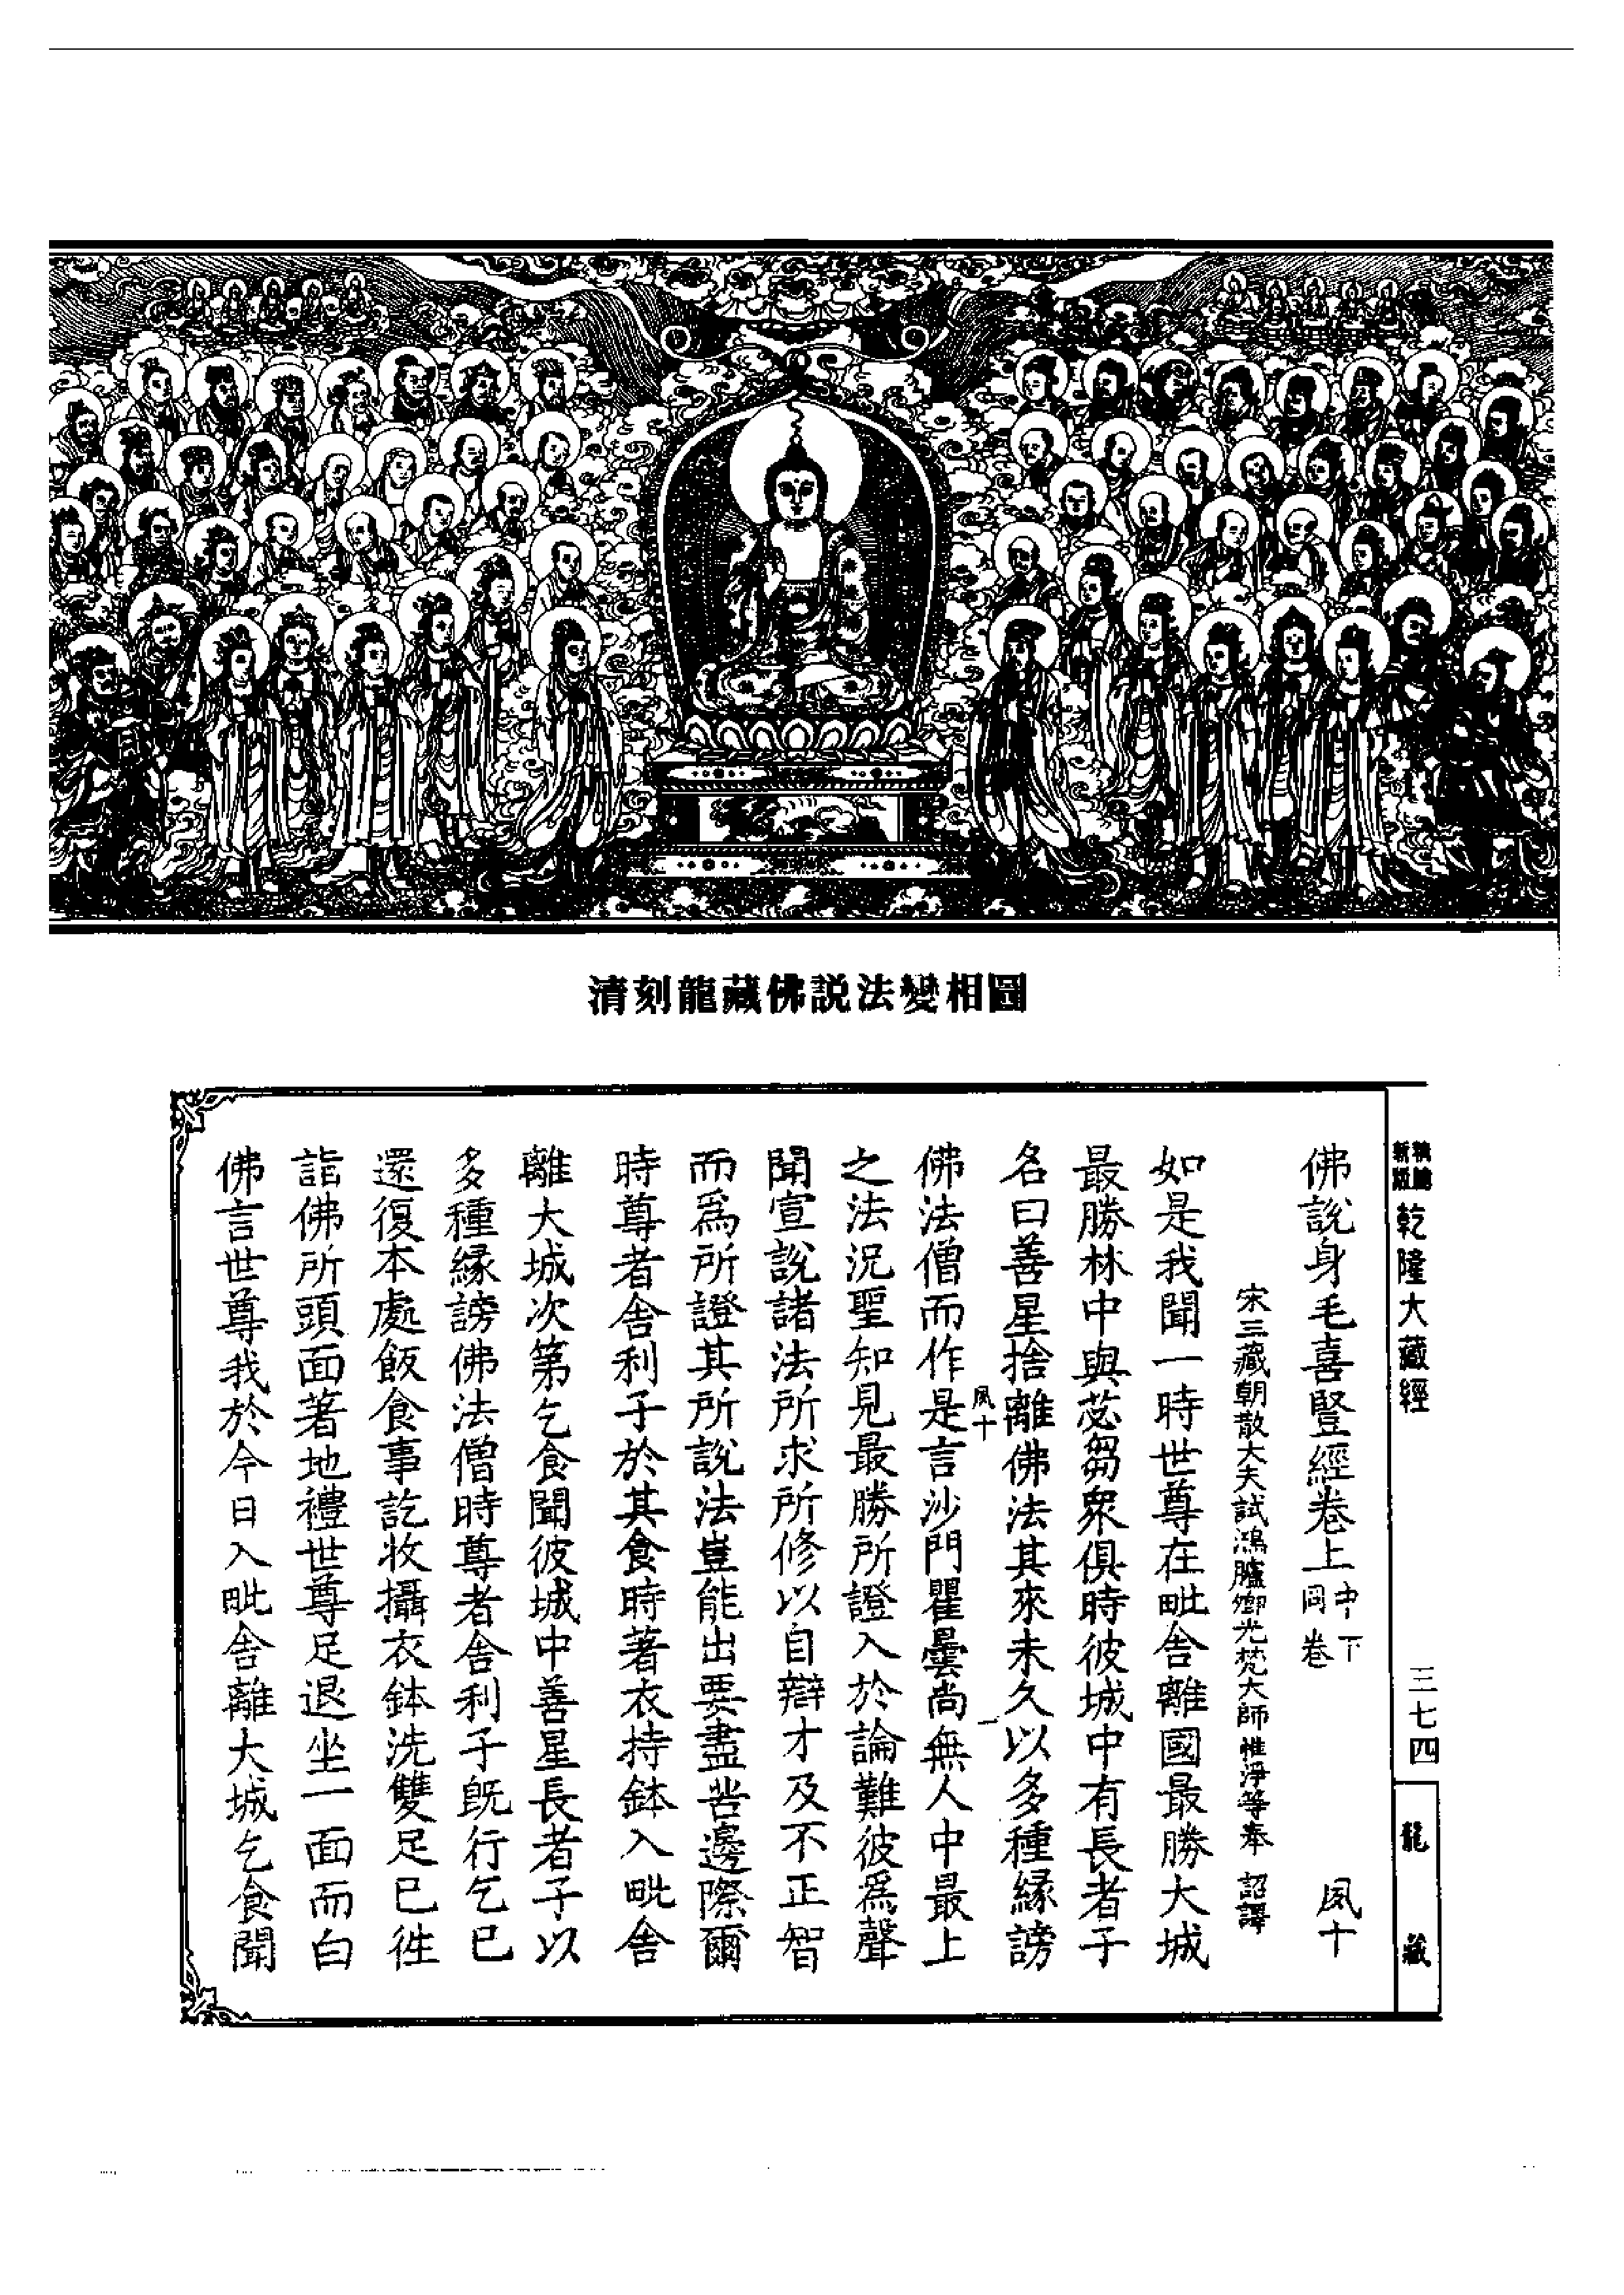 清刻龍藏佛説法變相圖
新編
新版
乾隆大藏經
三七四
龍藏
佛說身毛喜豎經卷上 中下同卷 夙十
宋三藏朝散大夫試鴻臚卿光梵大師惟淨等奉 詔譯
如是我聞一時世尊在毗舍離國最勝大城
最勝林中與苾芻眾俱時彼城中有長者子
名曰善星捨離佛法其來未久以多種緣謗
夙十 一
佛法僧而作是言沙門瞿曇尚無人中最上
之法況聖知見最勝所證入於論難彼爲聲
聞宣說諸法所求所修以自辯才及不正智
而爲所證其所說法豈能出要盡苦邊際爾
時尊者舍利子於其食時著衣持鉢入毗舍
離大城次第乞食聞彼城中善星長者子以
多種緣謗佛法僧時尊者舍利子既行乞已
還復本處飯食事訖收攝衣鉢洗雙足已徃
詣佛所頭面著地禮世尊足退坐一面而白
佛言世尊我於今日入毗舍離大城乞食聞